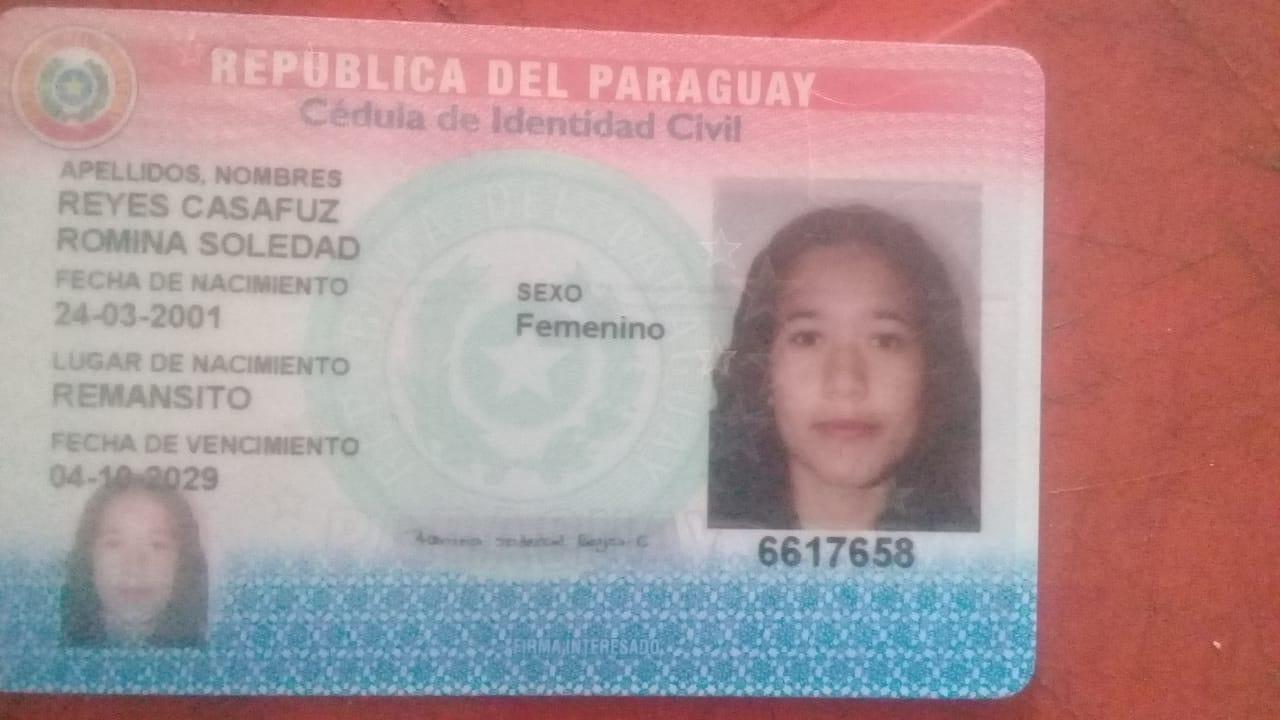 REPÚBLICA DEL PARAGUAY
Cédula de Identidad Civil
APELLIDOS, NOMBRES
REYES CASAFUZ
ROMINA SOLEDAD
FECHA DE NACIMIENTO
24-03-2001
SEXO
Femenino
LUGAR DE NACIMIENTO
REMANSITO
FECHA DE VENCIMIENTO
04-10-2029
Romina Soledad Reyes C
6617658
FIRMA INTERESADO